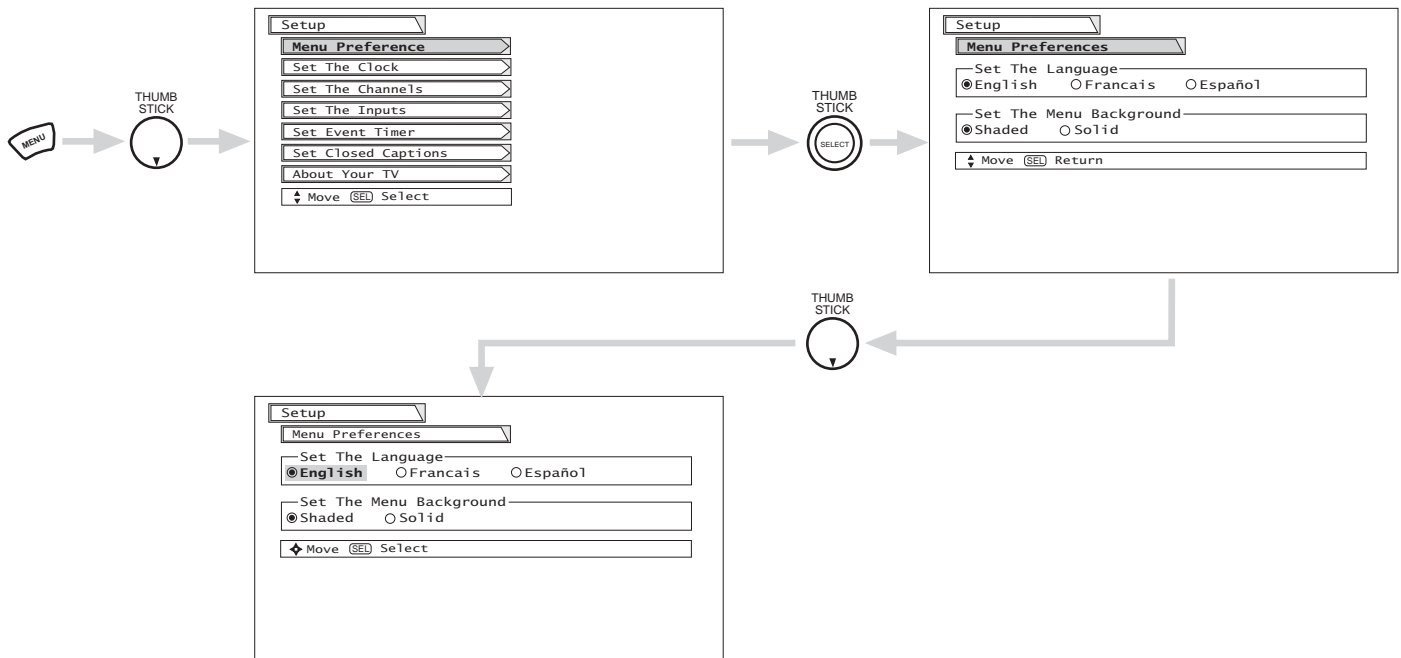 MENU
THUMB
STICK
Setup
Menu Preference
Set The Clock
Set The Channels
Set The Inputs
Set Event Timer
Set Closed Captions
About Your TV
Move SEL Select
THUMB
STICK
SELECT
Setup
Menu Preferences
Set The Language
English Francais Español
Set The Menu Background
Shaded Solid
Move SEL Return
THUMB
STICK
Setup
Menu Preferences
Set The Language
English Francais Español
Set The Menu Background
Shaded Solid
Move SEL Select